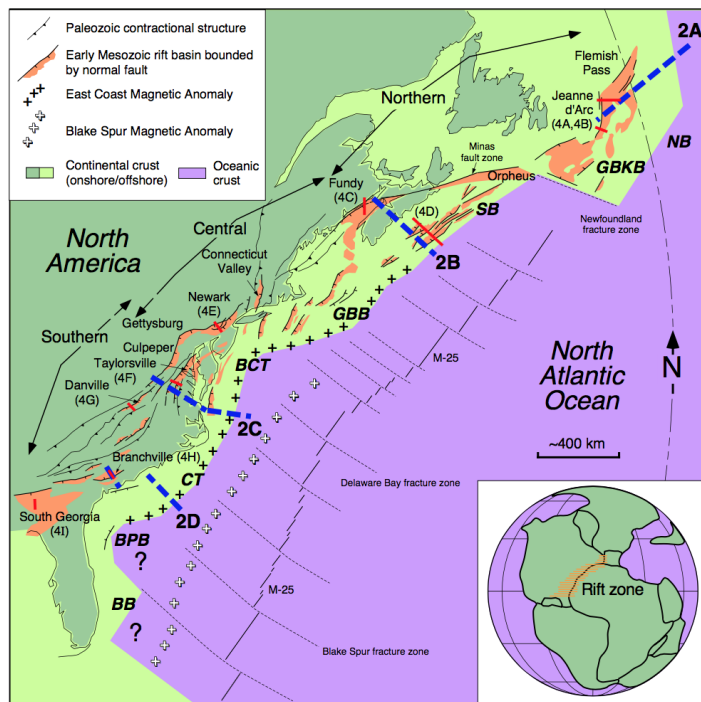 Paleozoic contractional structure
Early Mesozoic rift basin bounded
by normal fault
East Coast Magnetic Anomaly
Blake Spur Magnetic Anomaly
Continental crust
(onshore/offshore)
Oceanic
crust
2A
Flemish
Pass
Jeanne
d'Arc
(4A,4B)
Northern
NB
GBKB
Minas
fault zone
Orpheus
Fundy
(4C)
(4D)
SB
Newfoundland
fracture zone
North
America
Central
Connecticut
Valley
2B
Newark
(4E)
GBB
Southern
Gettysburg
Culpeper
Taylorsville
(4F)
Danville
(4G)
BCT
M-25
North
Atlantic
Ocean
N
2C
~400 km
Branchville (4H)
CT
Delaware Bay fracture zone
2D
South Georgia
(4I)
BPB
?
M-25
BB
?
Blake Spur fracture zone
Rift zone